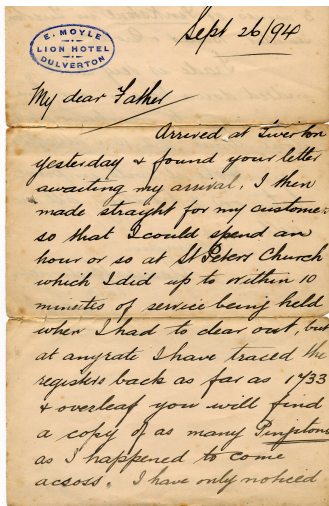 E. MOYLE
LION HOTEL
DULVERTON
Sept 26/94
My dear Father
Arrived at Tiverton
yesterday & found your letter
awaiting my arrival. I then
made straight for my customer
so that I could spend an
hour or so at St Peters Church
which I did up to within 10
minutes of service being held
when I had to clear out, but
at anyrate I have traced the
registers back as far as 1733
& overleaf you will find
a copy of as many Pinpstons
as I happened to come
across. I have only noticed